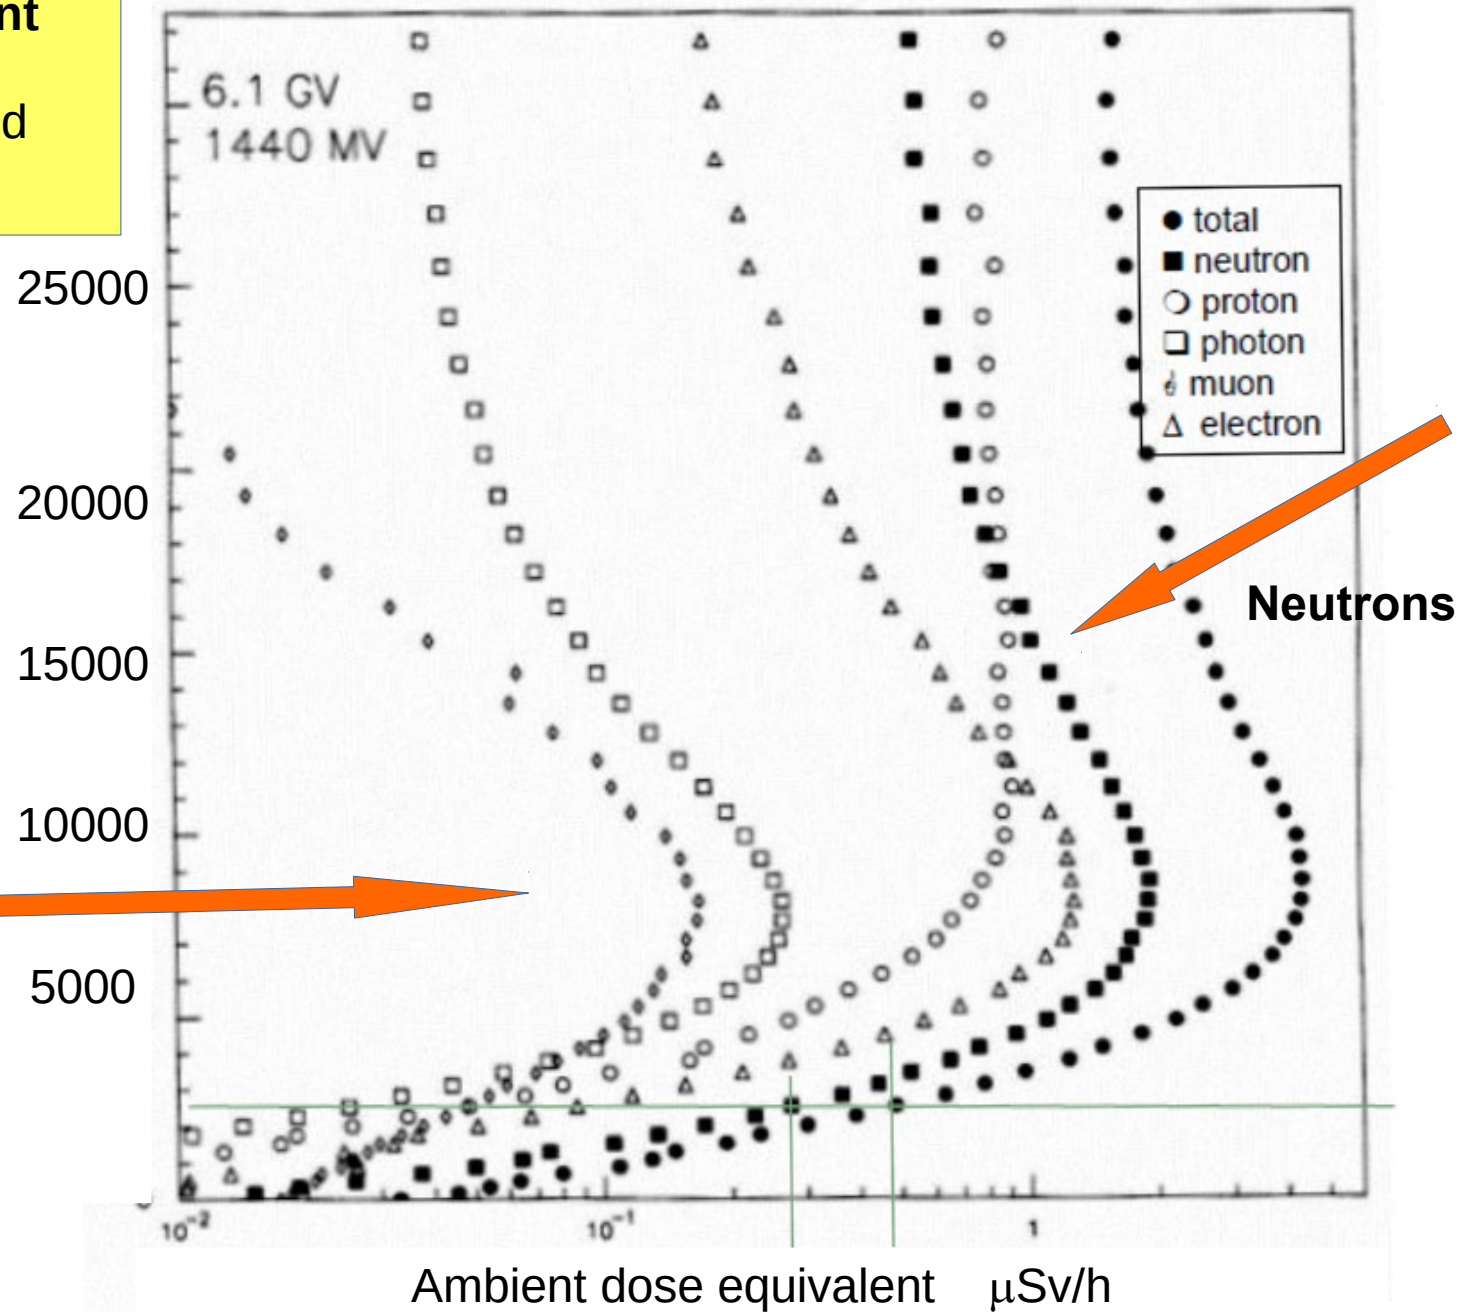 nt
d
6.1 GV
1440 MV
total
neutron
proton
photon
muon
electron
25000
20000
15000
10000
5000
Neutrons
10⁻²
10⁻¹
1
Ambient dose equivalent μSv/h